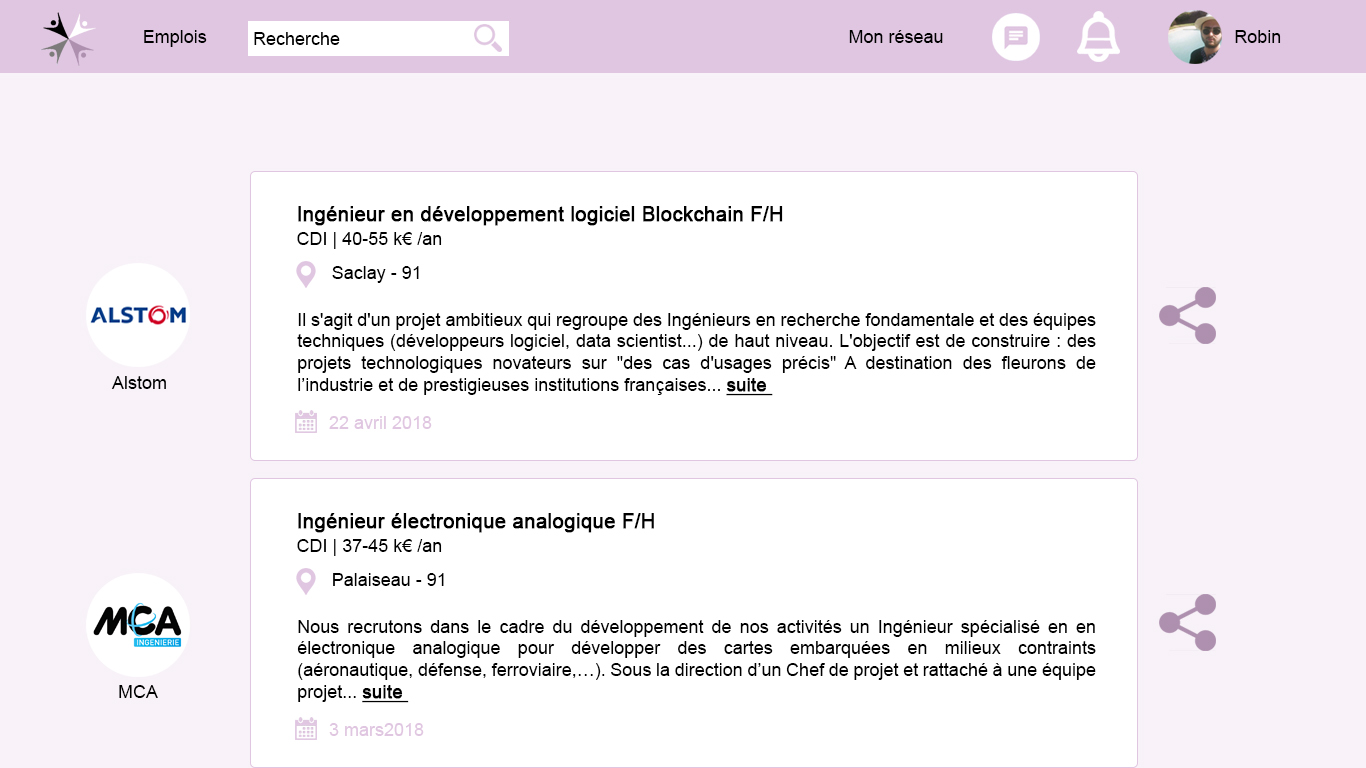 Emplois
Recherche
Mon réseau
Robin
Ingénieur en développement logiciel Blockchain F/H
CDI | 40-55 k€ /an
Saclay - 91
ALSTOM
Alstom
Il s'agit d'un projet ambitieux qui regroupe des Ingénieurs en recherche fondamentale et des équipes
techniques (développeurs logiciel, data scientist...) de haut niveau. L'objectif est de construire : des
projets technologiques novateurs sur "des cas d'usages précis" A destination des fleurons de
l’industrie et de prestigieuses institutions françaises... suite
22 avril 2018
Ingénieur électronique analogique F/H
CDI | 37-45 k€ /an
Palaiseau - 91
MCA
INGENIERIE
MCA
Nous recrutons dans le cadre du développement de nos activités un Ingénieur spécialisé en en
électronique analogique pour développer des cartes embarquées en milieux contraints
(aéronautique, défense, ferroviaire,…). Sous la direction d’un Chef de projet et rattaché à une équipe
projet... suite
3 mars2018